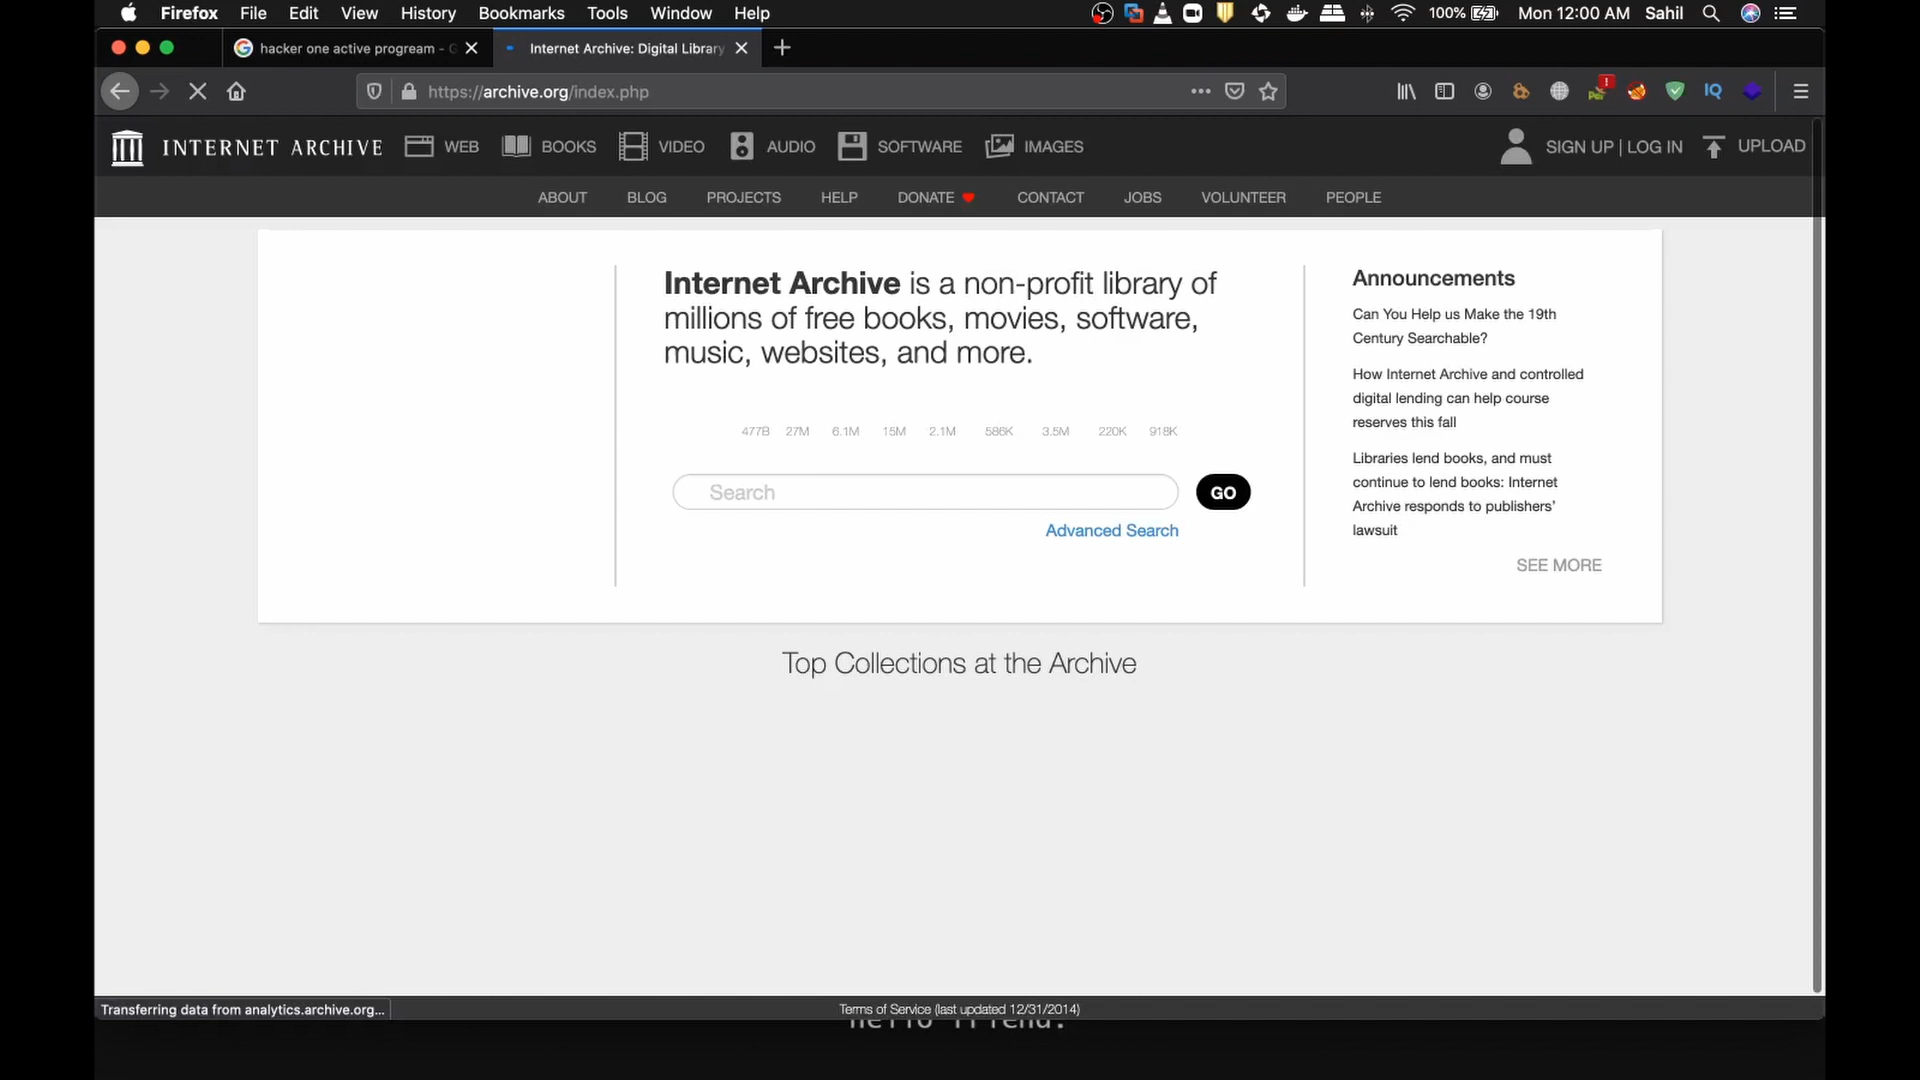 Firefox File Edit View History Bookmarks Tools Window Help 100% Mon 12:00 AM Sahil
hacker one active progream - G Internet Archive: Digital Library
https://archive.org/index.php
INTERNET ARCHIVE WEB BOOKS VIDEO AUDIO SOFTWARE IMAGES SIGN UP | LOG IN UPLOAD
ABOUT BLOG PROJECTS HELP DONATE CONTACT JOBS VOLUNTEER PEOPLE
Internet Archive is a non-profit library of
millions of free books, movies, software,
music, websites, and more.
477B 27M 6.1M 15M 2.1M 586K 3.5M 220K 918K
Search GO
Advanced Search
Announcements
Can You Help us Make the 19th
Century Searchable?
How Internet Archive and controlled
digital lending can help course
reserves this fall
Libraries lend books, and must
continue to lend books: Internet
Archive responds to publishers'
lawsuit
SEE MORE
Top Collections at the Archive
Transferring data from analytics.archive.org...
Terms of Service (last updated 12/31/2014)